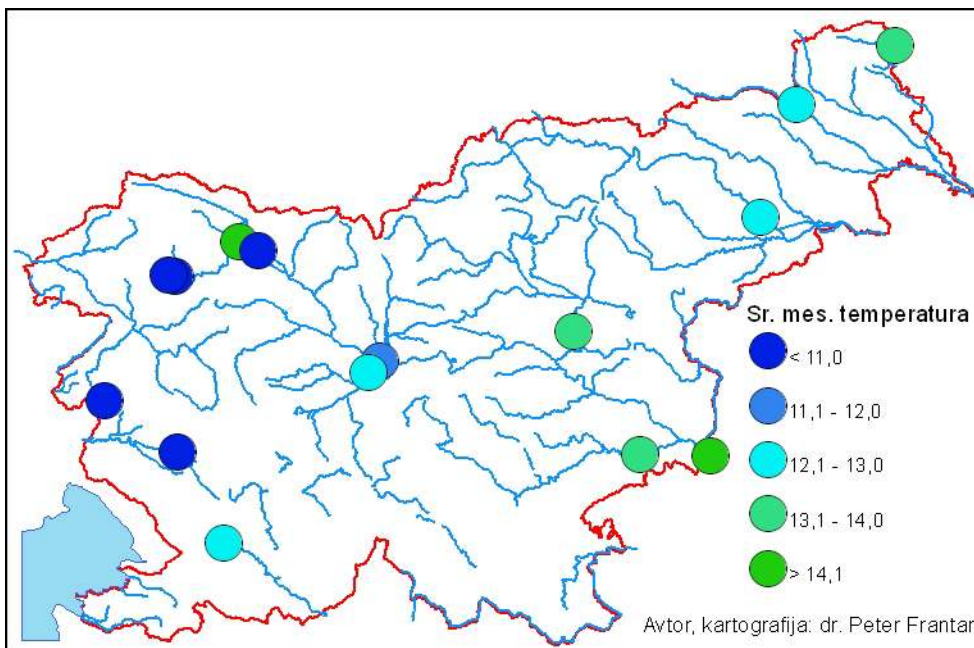 Sr. mes. temperatura
< 11,0
11,1 - 12,0
12,1 - 13,0
13,1 - 14,0
> 14,1
Avtor, kartografija: dr. Peter Frantar